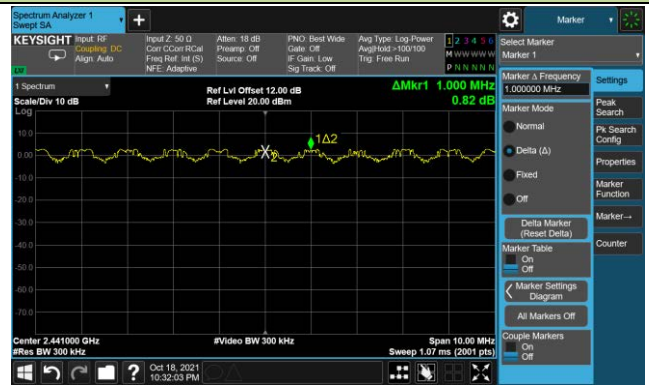 Spectrum Analyzer 1
Swept SA
Marker
KEYSIGHT
Input: RF
Coupling: DC
Align: Auto
Input Z: 50 Ω
Corr CCorr RCal
Freq Ref: Int (S)
NFE: Adaptive
Atten: 18 dB
Preamp: Off
Source: Off
PNO: Best Wide
Gate: Off
IF Gain: Low
Sig Track: Off
Avg Type: Log-Power
Avg|Hold >100/100
Trig: Free Run
1 2 3 4 5 6
M W W W W W
P N N N N N
Select Marker
Marker 1
1 Spectrum
Scale/Div 10 dB
Log
Ref Lvl Offset 12.00 dB
Ref Level 20.00 dBm
ΔMkr1 1.000 MHz
0.82 dB
10.0
0.00
-10.0
-20.0
-30.0
-40.0
-50.0
-60.0
-70.0
1Δ2
X2
Center 2.441000 GHz
#Res BW 300 kHz
#Video BW 300 kHz
Span 10.00 MHz
Sweep 1.07 ms (2001 pts)
Marker Δ Frequency
1.000000 MHz
Marker Mode
Normal
Delta (Δ)
Fixed
Off
Delta Marker
(Reset Delta)
Marker Table
On
Off
Marker Settings
Diagram
All Markers Off
Couple Markers
On
Off
Settings
Peak
Search
Pk Search
Config
Properties
Marker
Function
Marker→
Counter
?
Oct 18, 2021
10:32:03 PM